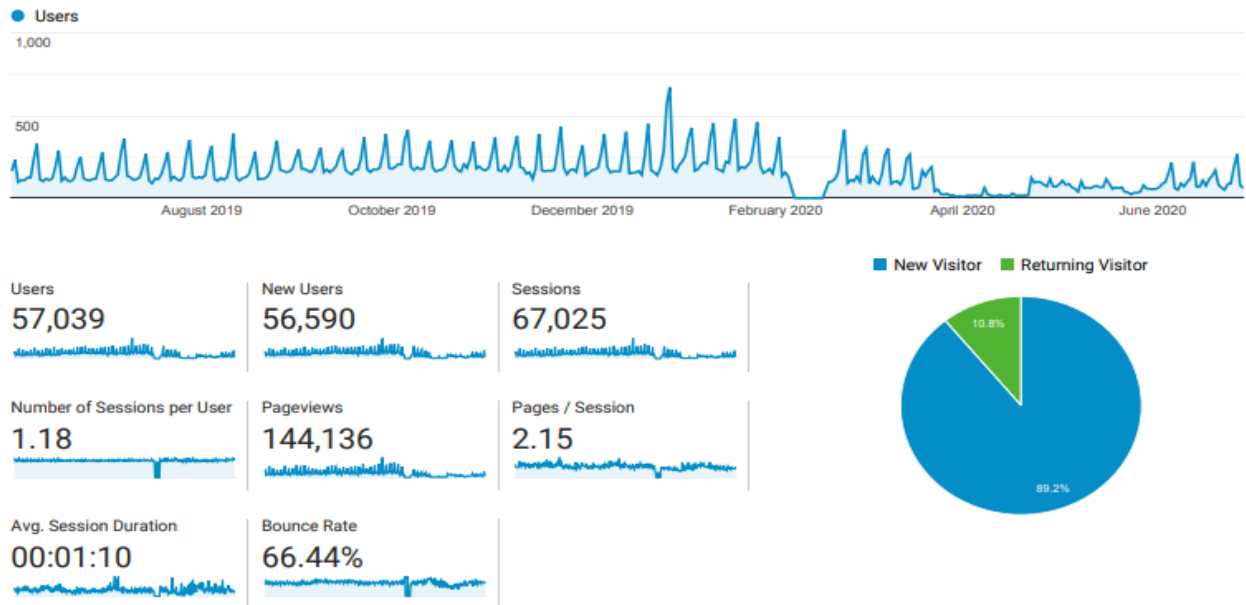 Users
1,000
500
August 2019 October 2019 December 2019 February 2020 April 2020 June 2020
New Visitor Returning Visitor
Users New Users Sessions
57,039 56,590 67,025
10.8%
Number of Sessions per User Pageviews Pages / Session
1.18 144,136 2.15
89.2%
Avg. Session Duration Bounce Rate
00:01:10 66.44%